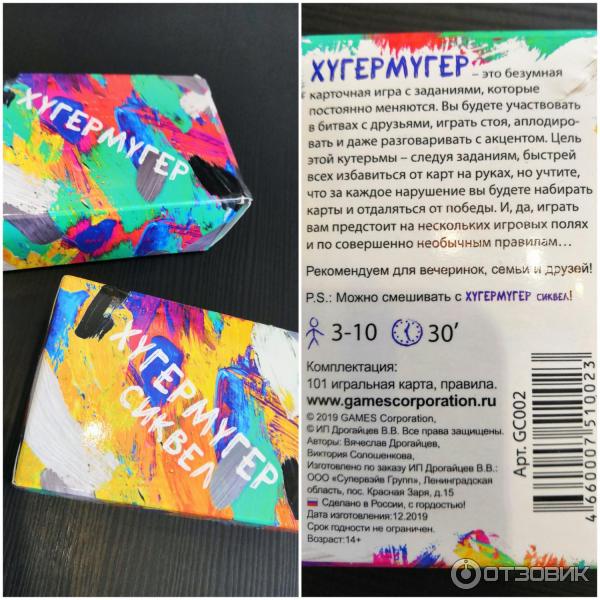 ХУГЕРМУГЕР
ХУГЕРМУГЕР
СИКВЕЛ
ХУГЕРМУГЕР – это безумная
карточная игра с заданиями, которые
постоянно меняются. Вы будете участвовать
в битвах с друзьями, играть стоя, аплодиро-
вать и даже разговаривать с акцентом. Цель
этой кутерьмы – следуя заданиям, быстрей
всех избавиться от карт на руках, но учтите,
что за каждое нарушение вы будете набирать
карты и отдаляться от победы. И, да, играть
вам предстоит на нескольких игровых полях
и по совершенно необычным правилам...
Рекомендуем для вечеринок, семьи и друзей!
P.S.: Можно смешивать с ХУГЕРМУГЕР СИКВЕЛ!
3-10 30’
Комплектация:
101 игральная карта, правила.
www.gamescorporation.ru
© 2019 GAMES Corporation,
© ИП Дрогайцев В.В. Все права защищены.
Авторы: Вячеслав Дрогайцев,
Виктория Солошенкова,
Изготовлено по заказу ИП Дрогайцев В.В.:
ООО «Супервэйв Групп», Ленинградская
область, пос. Красная Заря, д.15
Сделано в России, с гордостью!
Дата изготовления: 12.2019
Срок годности не ограничен.
Возраст:14+
Арт. GC002
4660007510023
ОТЗОВИК